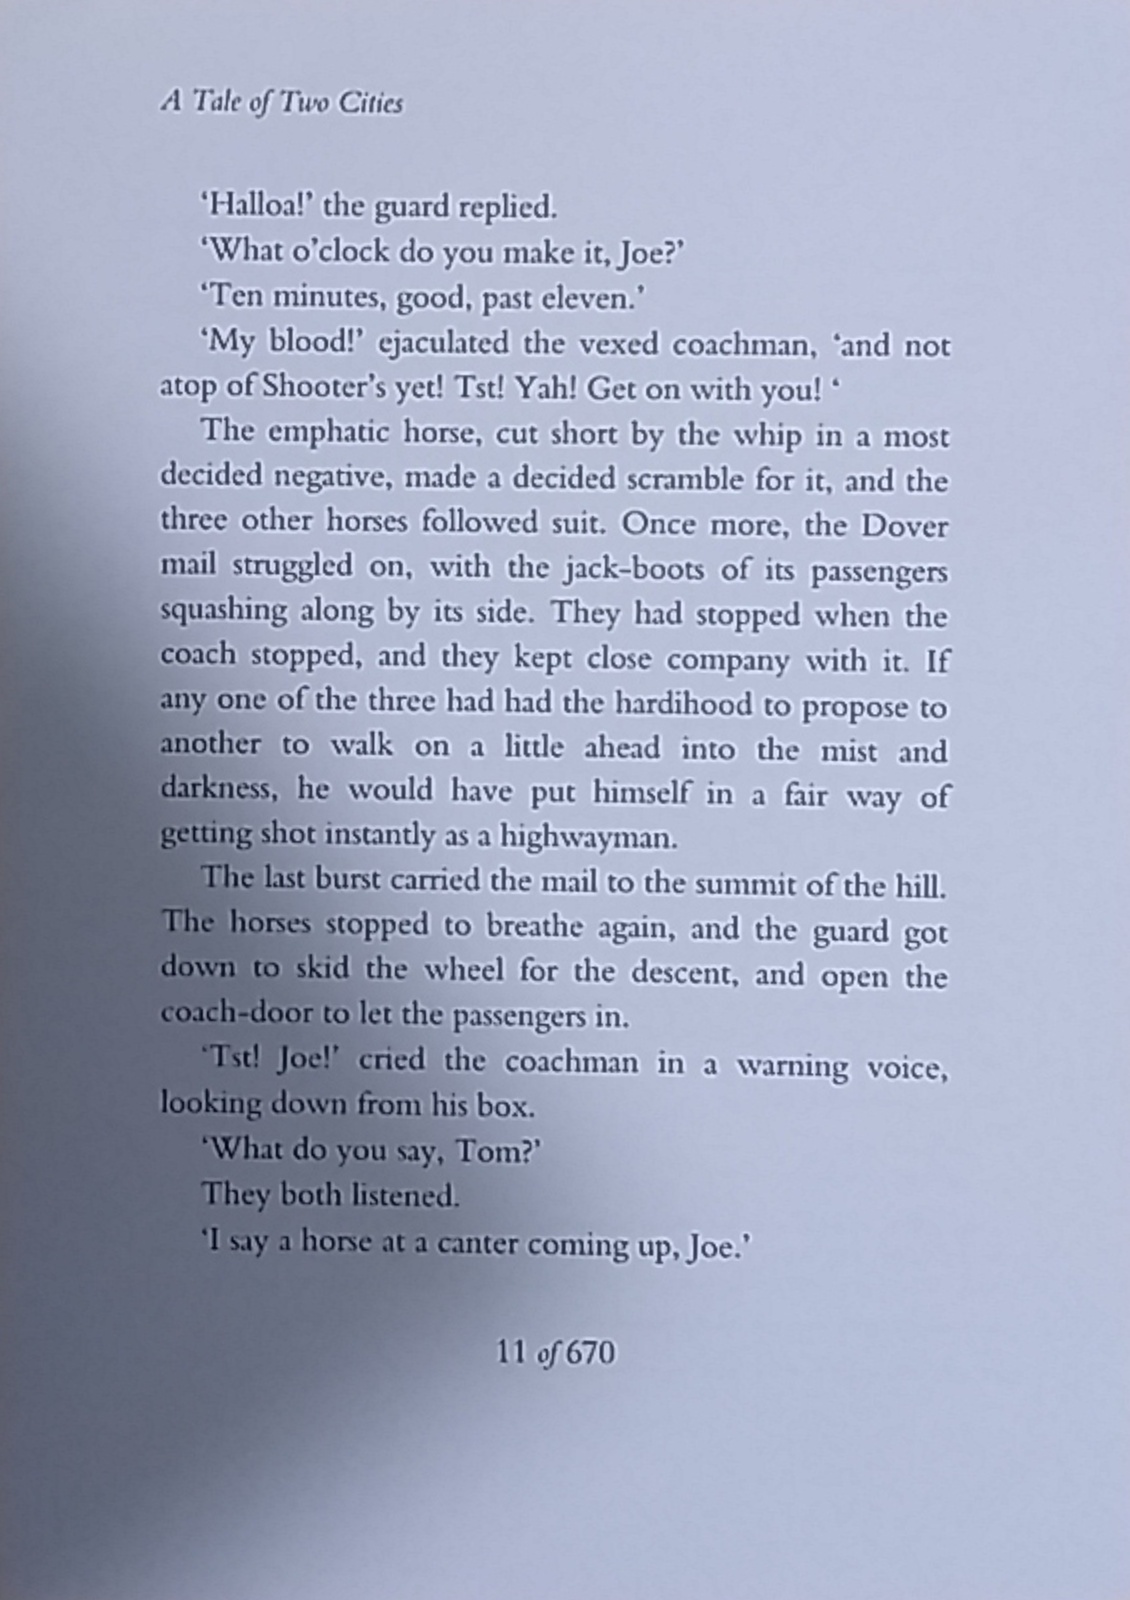 A Tale of Two Cities
‘Halloa!’ the guard replied.
‘What o’clock do you make it, Joe?’
‘Ten minutes, good, past eleven.’
‘My blood!’ ejaculated the vexed coachman, ‘and not
atop of Shooter’s yet! Tst! Yah! Get on with you! ‘
The emphatic horse, cut short by the whip in a most
decided negative, made a decided scramble for it, and the
three other horses followed suit. Once more, the Dover
mail struggled on, with the jack-boots of its passengers
squashing along by its side. They had stopped when the
coach stopped, and they kept close company with it. If
any one of the three had had the hardihood to propose to
another to walk on a little ahead into the mist and
darkness, he would have put himself in a fair way of
getting shot instantly as a highwayman.
The last burst carried the mail to the summit of the hill.
The horses stopped to breathe again, and the guard got
down to skid the wheel for the descent, and open the
coach-door to let the passengers in.
‘Tst! Joe!’ cried the coachman in a warning voice,
looking down from his box.
‘What do you say, Tom?’
They both listened.
‘I say a horse at a canter coming up, Joe.’
11 of 670